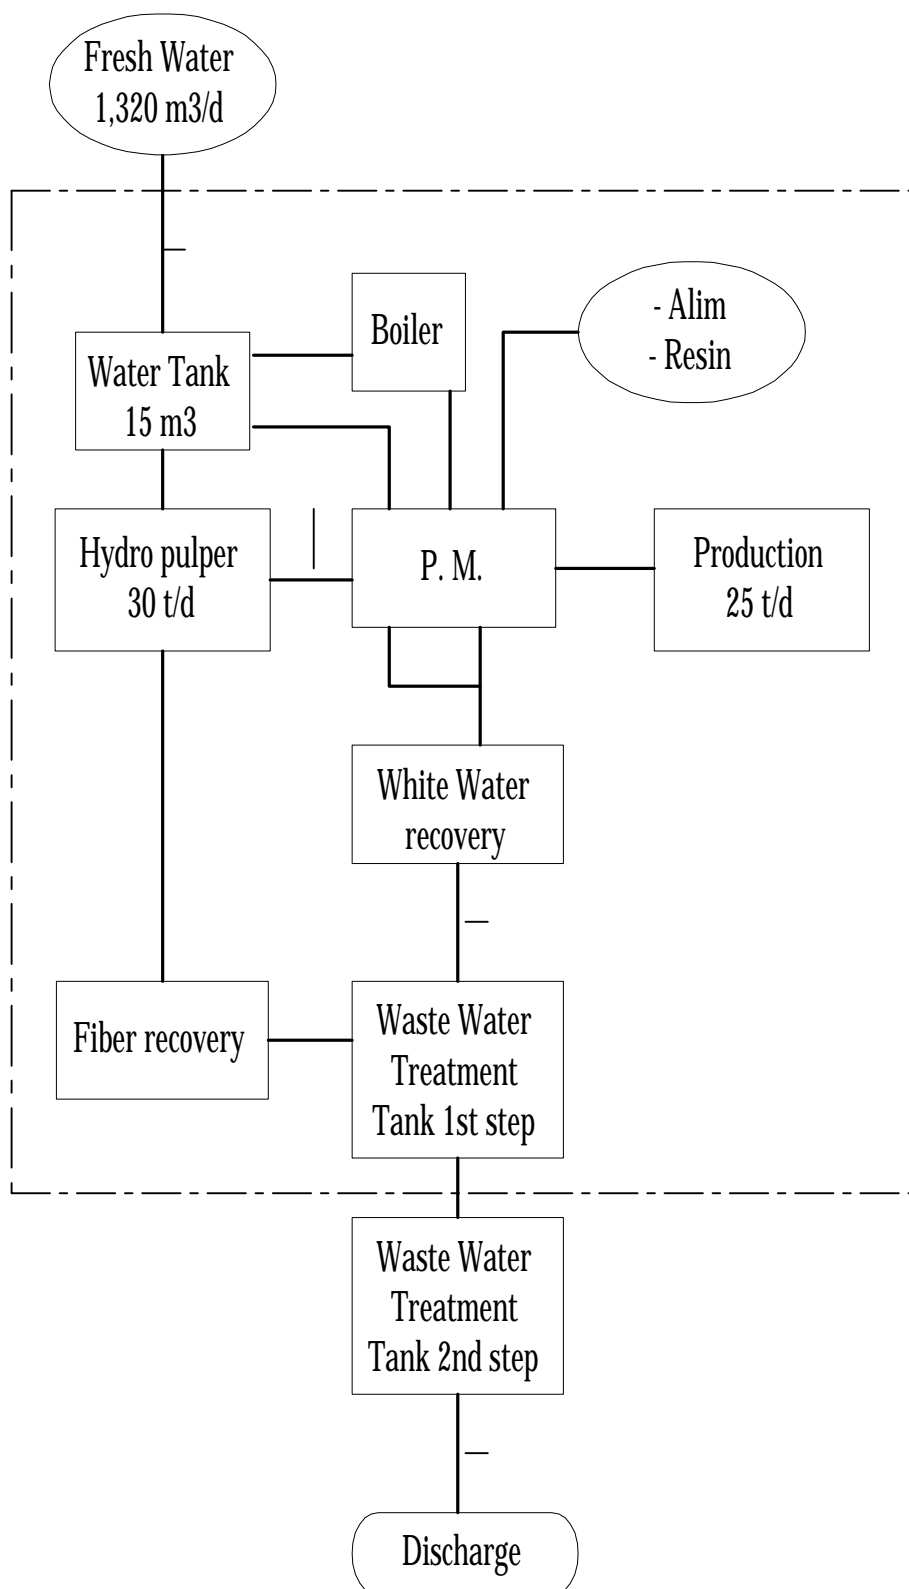 Fresh Water
1,320 m3/d
Boiler
- Alim
- Resin
Water Tank
15 m3
Hydro pulper
30 t/d
P. M.
Production
25 t/d
White Water
recovery
Fiber recovery
Waste Water
Treatment
Tank 1st step
Waste Water
Treatment
Tank 2nd step
Discharge